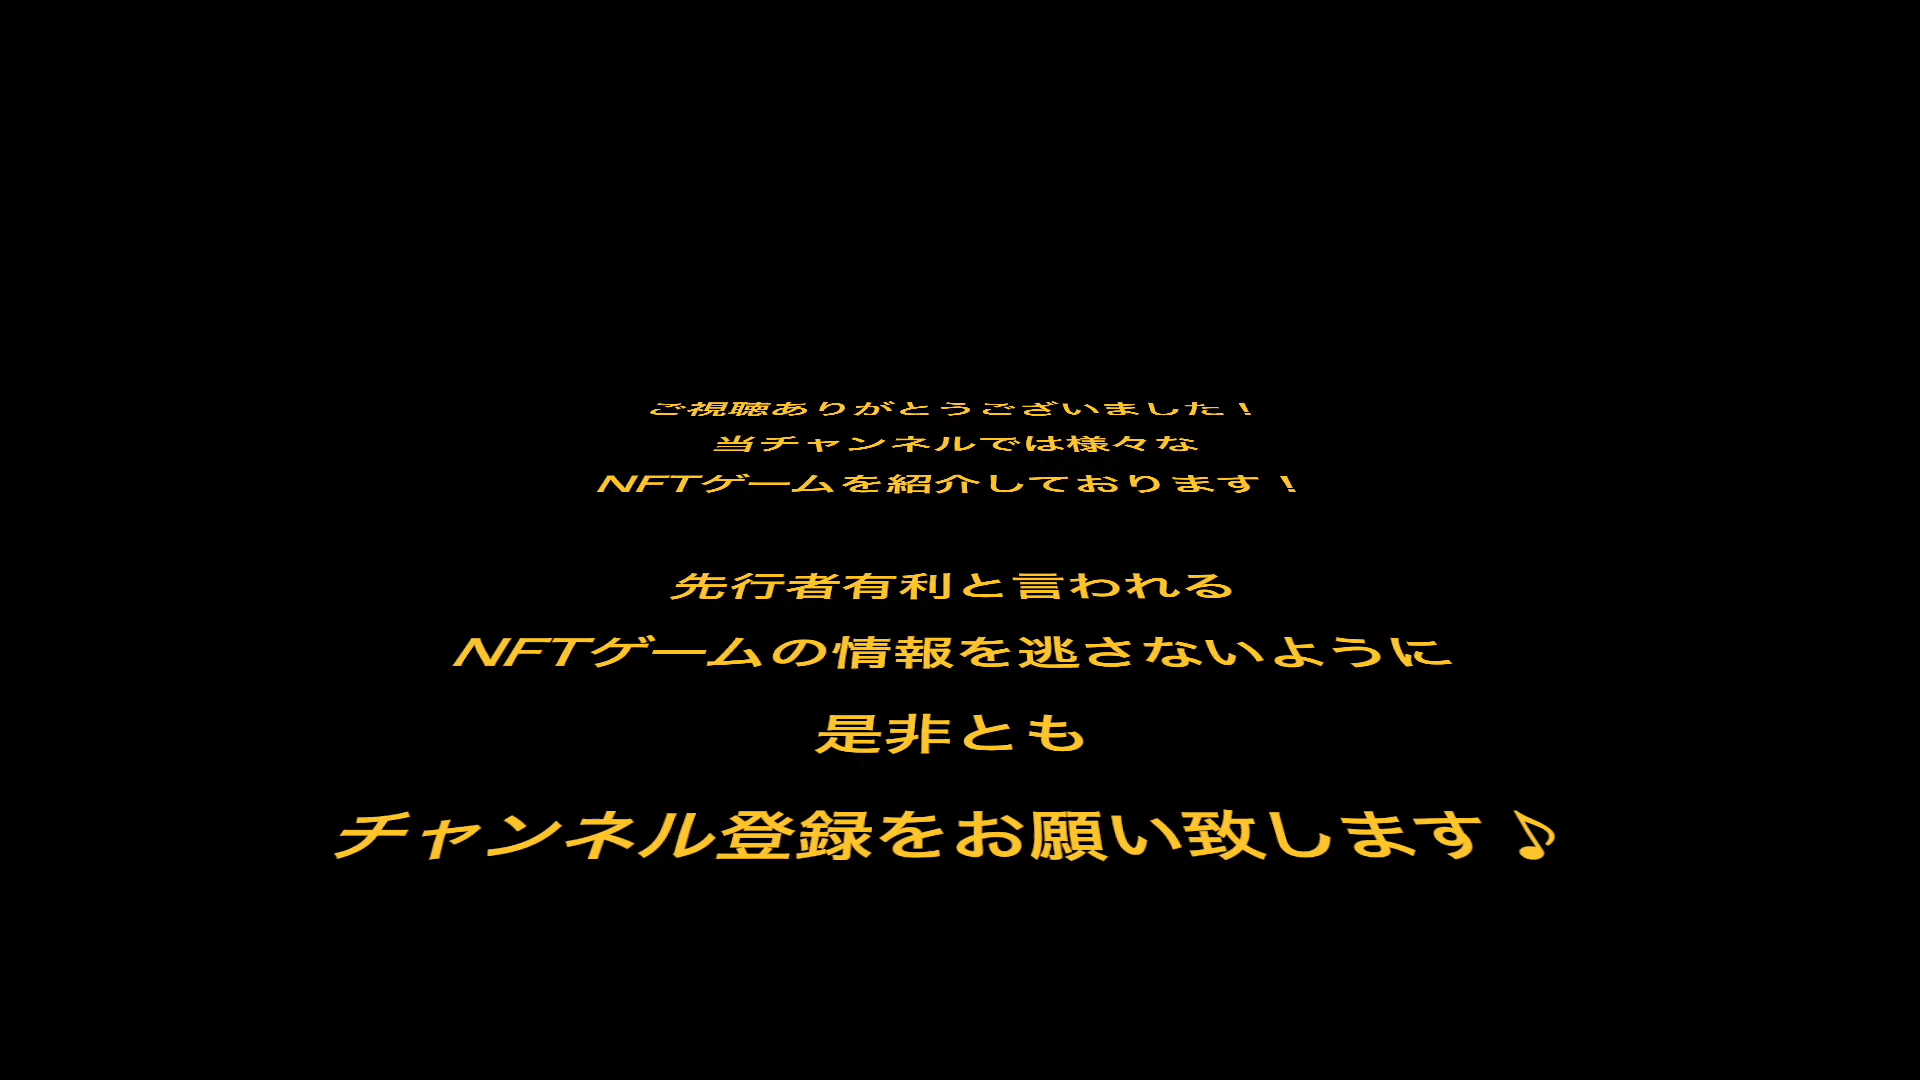 ご視聴ありがとうございました！
当チャンネルでは様々な
NFTゲームを紹介しております！
先行者有利と言われる
NFTゲームの情報を逃さないように
是非とも
チャンネル登録をお願い致します♪